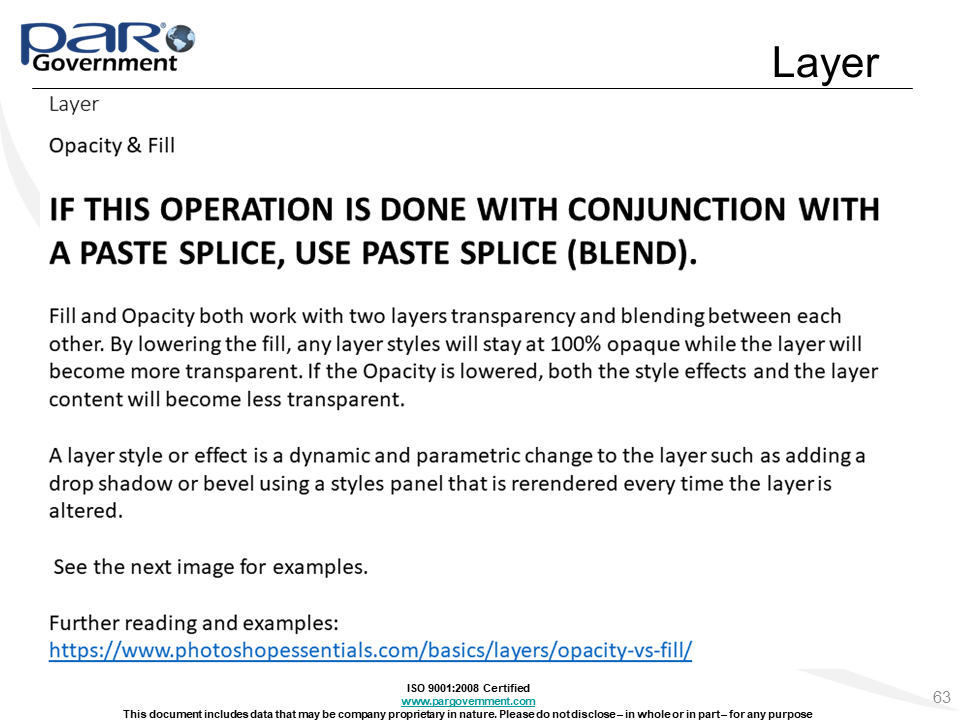 PAR® Government
Layer
Layer
Opacity & Fill
IF THIS OPERATION IS DONE WITH CONJUNCTION WITH
A PASTE SPLICE, USE PASTE SPLICE (BLEND).
Fill and Opacity both work with two layers transparency and blending between each
other. By lowering the fill, any layer styles will stay at 100% opaque while the layer will
become more transparent. If the Opacity is lowered, both the style effects and the layer
content will become less transparent.
A layer style or effect is a dynamic and parametric change to the layer such as adding a
drop shadow or bevel using a styles panel that is rerendered every time the layer is
altered.
See the next image for examples.
Further reading and examples:
https://www.photoshopessentials.com/basics/layers/opacity-vs-fill/
ISO 9001:2008 Certified
www.pargovernment.com
This document includes data that may be company proprietary in nature. Please do not disclose – in whole or in part – for any purpose
63